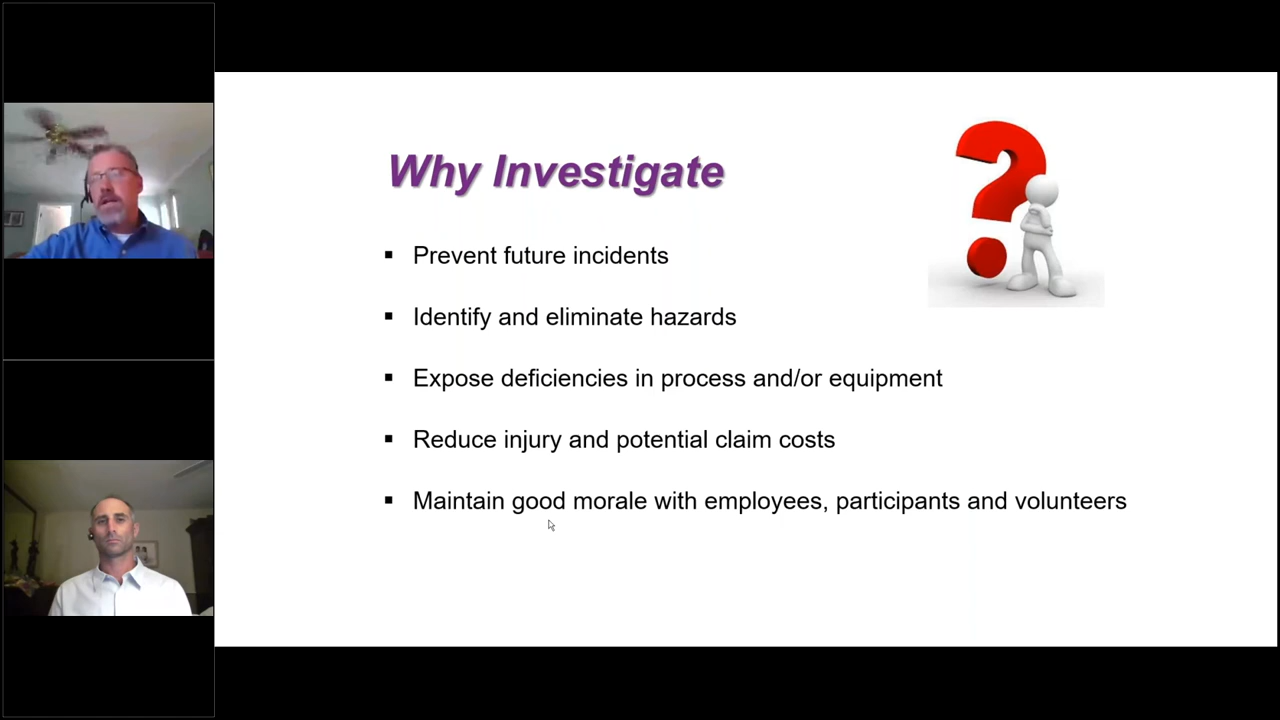 Why Investigate
Prevent future incidents
Identify and eliminate hazards
Expose deficiencies in process and/or equipment
Reduce injury and potential claim costs
Maintain good morale with employees, participants and volunteers